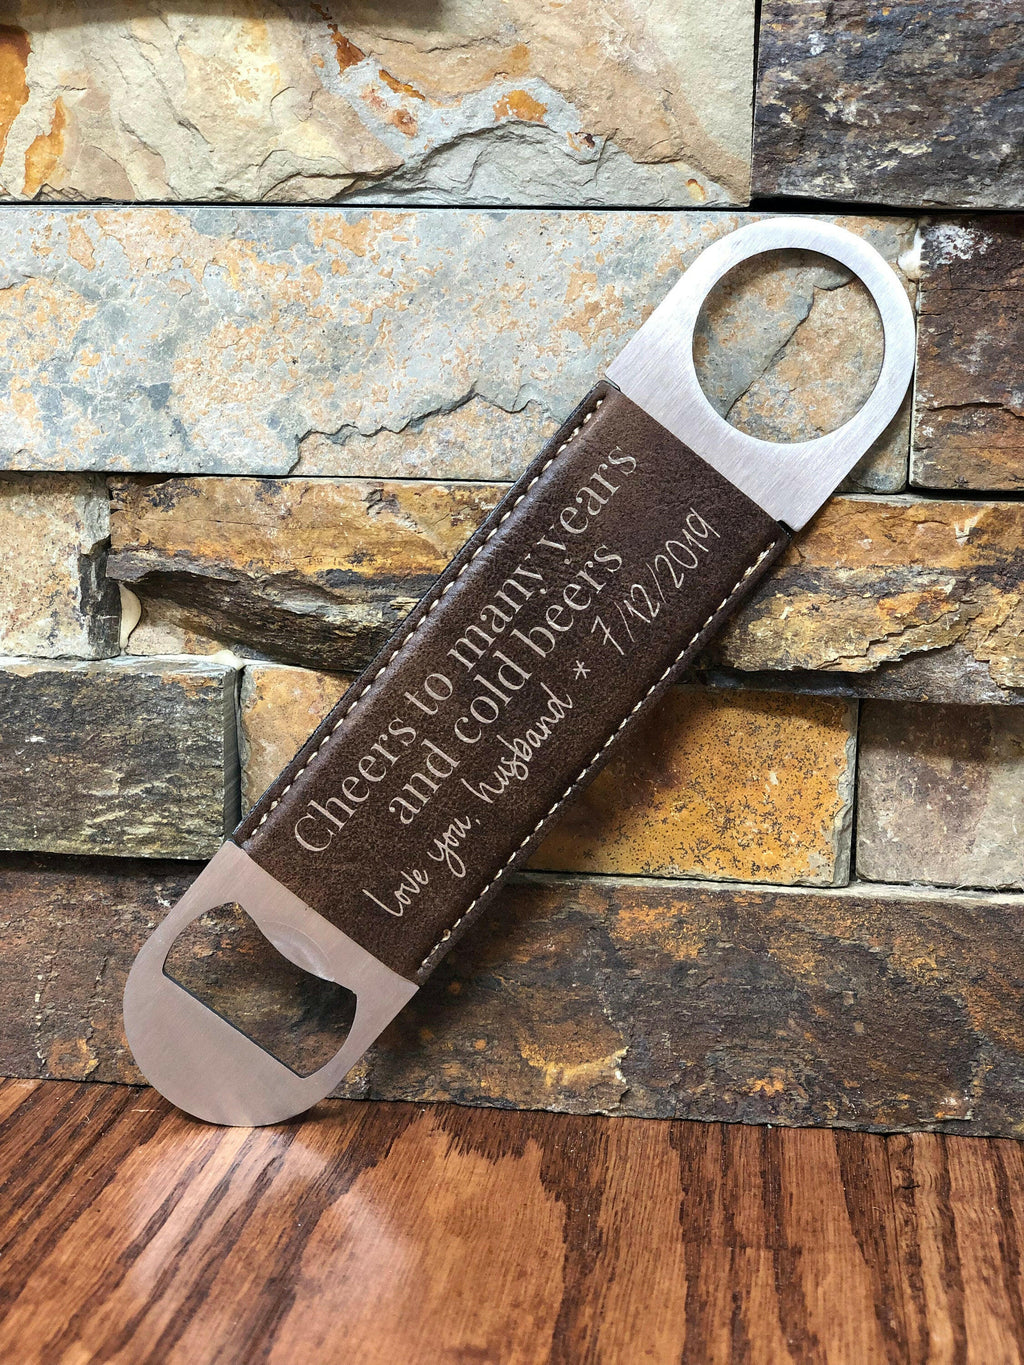 Cheers to many years
and cold beers
love you, husband * 7/12/2019